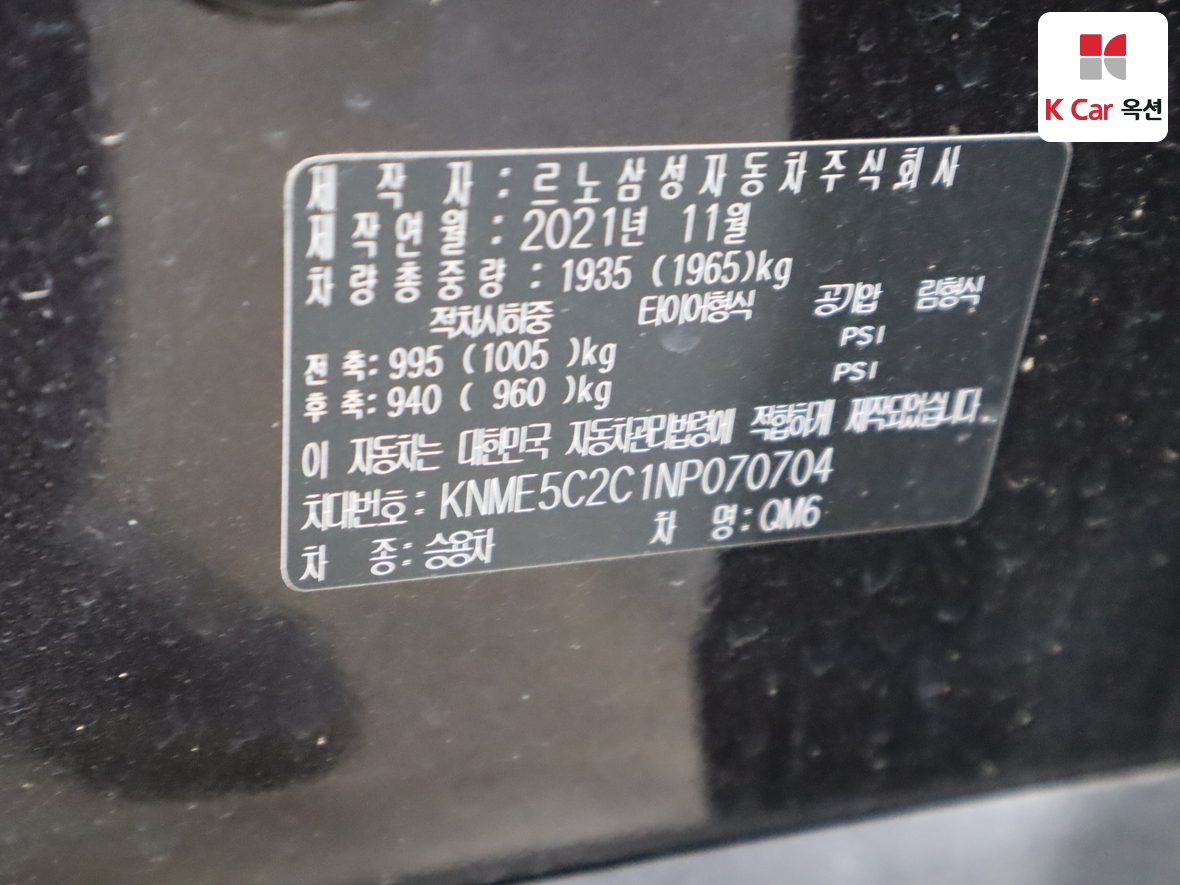 K Car 옥션
제 작 자 : 르노삼성자동차주식회사
제작연월 : 2021년 11월
차량총중량 : 1935 (1965)kg
적차시하중 타이어형식 공기압 림형식
전 축: 995 (1005 )kg PSI
후 축: 940 ( 960 )kg PSI
이 자동차는 대한민국 자동차관리법령에 적합하게 제작되었습니다.
차대번호: KNME5C2C1NP070704
차 종: 승용차 차 명: QM6